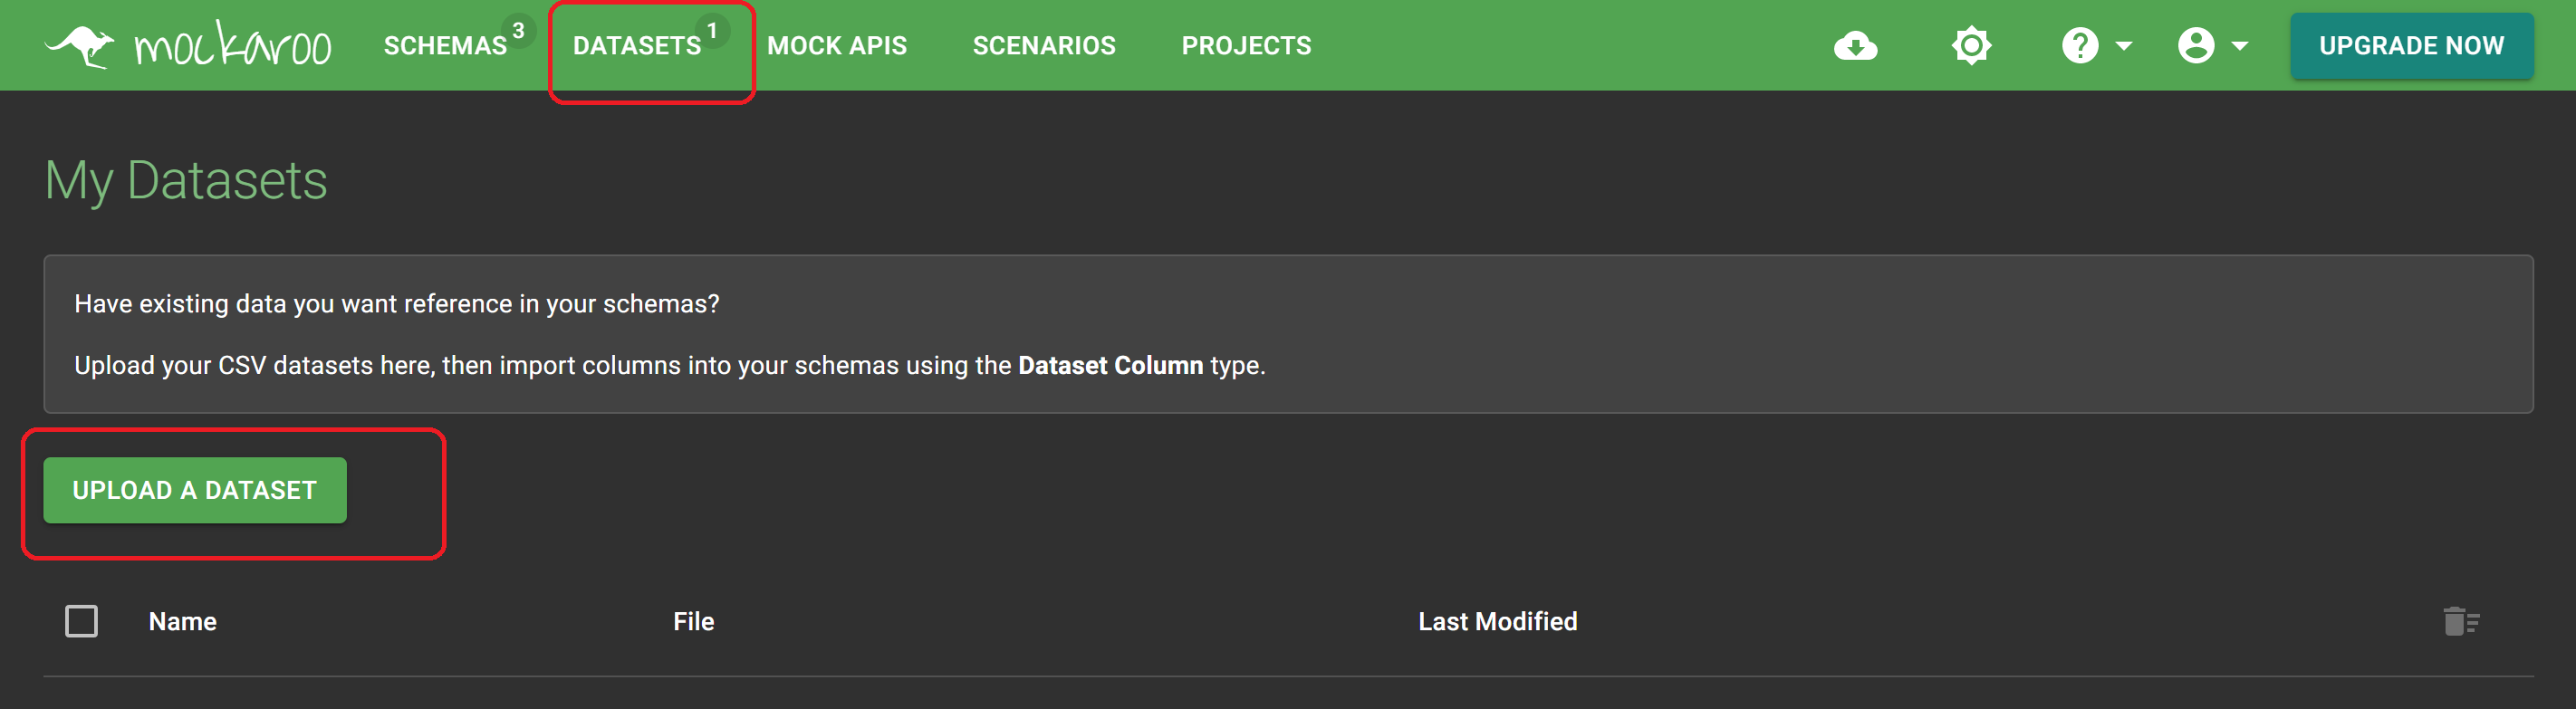 mockaroo SCHEMAS 3 DATASETS 1 MOCK APIS SCENARIOS PROJECTS ? UPGRADE NOW
My Datasets
Have existing data you want reference in your schemas?
Upload your CSV datasets here, then import columns into your schemas using the Dataset Column type.
UPLOAD A DATASET
Name File Last Modified